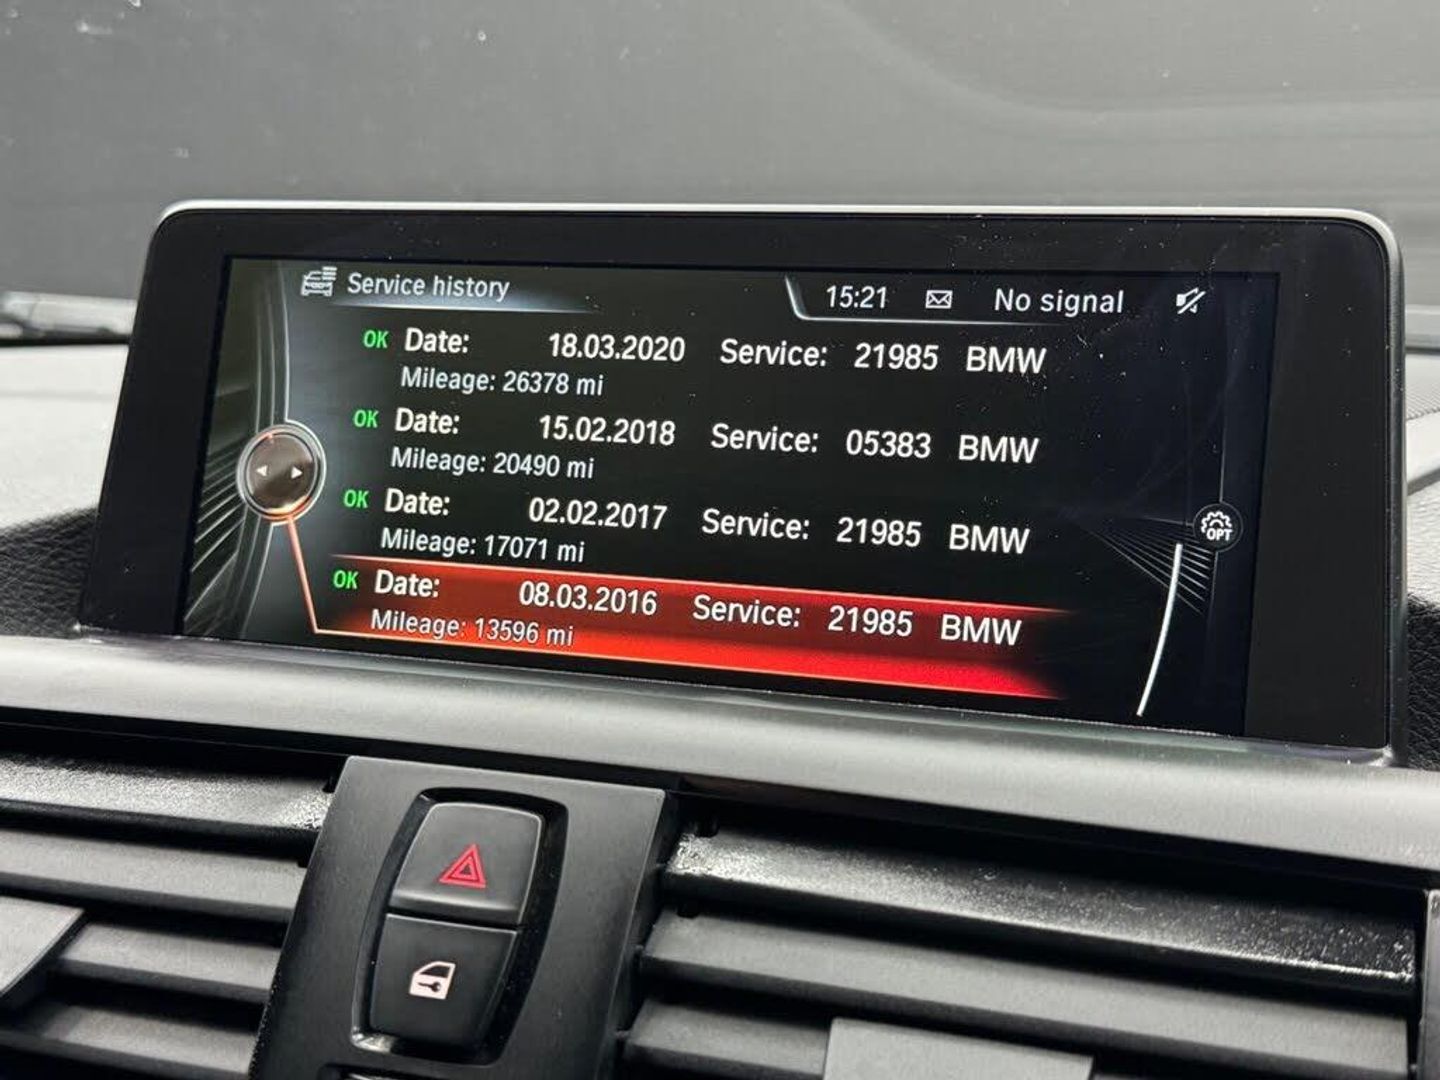 Service history 15:21 No signal
OK Date: 18.03.2020 Service: 21985 BMW
Mileage: 26378 mi
OK Date: 15.02.2018 Service: 05383 BMW
Mileage: 20490 mi
OK Date: 02.02.2017 Service: 21985 BMW
Mileage: 17071 mi
OPT
OK Date: 08.03.2016 Service: 21985 BMW
Mileage: 13596 mi